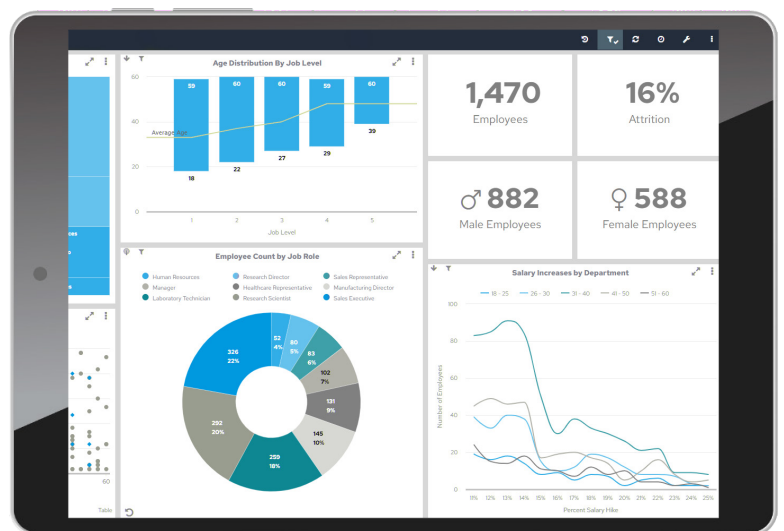 Age Distribution By Job Level
60
40
20
0
Average Age
59
60
60
59
60
18
22
27
29
39
1 2 3 4 5
Job Level
1,470
Employees
16%
Attrition
882
Male Employees
588
Female Employees
Employee Count by Job Role
Human Resources Research Director Sales Representative
Manager Healthcare Representative Manufacturing Director
Laboratory Technician Research Scientist Sales Executive
52
4%
80
5%
83
6%
102
7%
131
9%
145
10%
259
18%
292
20%
326
22%
Salary Increases by Department
18 - 25 26 - 30 31 - 40 41 - 50 51 - 60
Number of Employees
100
80
60
40
20
0
11% 12% 13% 14% 15% 16% 17% 18% 19% 20% 21% 22% 23% 24% 25%
Percent Salary Hike
60
Table